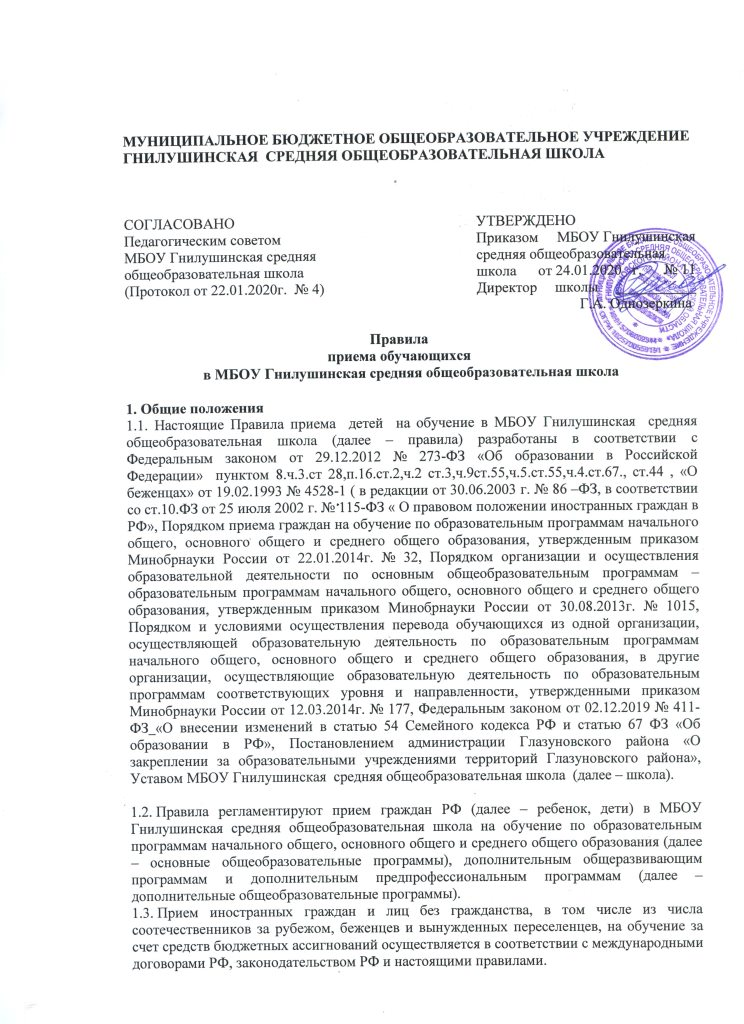 МУНИЦИПАЛЬНОЕ БЮДЖЕТНОЕ ОБЩЕОБРАЗОВАТЕЛЬНОЕ УЧРЕЖДЕНИЕ
ГНИЛУШИНСКАЯ СРЕДНЯЯ ОБЩЕОБРАЗОВАТЕЛЬНАЯ ШКОЛА
СОГЛАСОВАНО
Педагогическим советом
МБОУ Гнилушинская средняя
общеобразовательная школа
(Протокол от 22.01.2020г. № 4)
УТВЕРЖДЕНО
Приказом МБОУ Гнилушинская
средняя общеобразовательная
школа от 24.01.2020 г. № 11
Директор школы
Г.А. Однозеркина
Правила
приема обучающихся
в МБОУ Гнилушинская средняя общеобразовательная школа
1. Общие положения
1.1. Настоящие Правила приема детей на обучение в МБОУ Гнилушинская средняя
общеобразовательная школа (далее – правила) разработаны в соответствии с
Федеральным законом от 29.12.2012 № 273-ФЗ «Об образовании в Российской
Федерации» пунктом 8.ч.3.ст 28,п.16.ст.2,ч.2 ст.3,ч.9ст.55,ч.5.ст.55,ч.4.ст.67., ст.44 , «О
беженцах» от 19.02.1993 № 4528-1 ( в редакции от 30.06.2003 г. № 86 –ФЗ, в соответствии
со ст.10.ФЗ от 25 июля 2002 г. № 115-ФЗ « О правовом положении иностранных граждан в
РФ», Порядком приема граждан на обучение по образовательным программам начального
общего, основного общего и среднего общего образования, утвержденным приказом
Минобрнауки России от 22.01.2014г. № 32, Порядком организации и осуществления
образовательной деятельности по основным общеобразовательным программам –
образовательным программам начального общего, основного общего и среднего общего
образования, утвержденным приказом Минобрнауки России от 30.08.2013г. № 1015,
Порядком и условиями осуществления перевода обучающихся из одной организации,
осуществляющей образовательную деятельность по образовательным программам
начального общего, основного общего и среднего общего образования, в другие
организации, осуществляющие образовательную деятельность по образовательным
программам соответствующих уровня и направленности, утвержденными приказом
Минобрнауки России от 12.03.2014г. № 177, Федеральным законом от 02.12.2019 № 411-
ФЗ_«О внесении изменений в статью 54 Семейного кодекса РФ и статью 67 ФЗ «Об
образовании в РФ», Постановлением администрации Глазуновского района «О
закреплении за образовательными учреждениями территорий Глазуновского района»,
Уставом МБОУ Гнилушинская средняя общеобразовательная школа (далее – школа).
1.2. Правила регламентируют прием граждан РФ (далее – ребенок, дети) в МБОУ
Гнилушинская средняя общеобразовательная школа на обучение по образовательным
программам начального общего, основного общего и среднего общего образования (далее
– основные общеобразовательные программы), дополнительным общеразвивающим
программам и дополнительным предпрофессиональным программам (далее –
дополнительные общеобразовательные программы).
1.3. Прием иностранных граждан и лиц без гражданства, в том числе из числа
соотечественников за рубежом, беженцев и вынужденных переселенцев, на обучение за
счет средств бюджетных ассигнований осуществляется в соответствии с международными
договорами РФ, законодательством РФ и настоящими правилами.